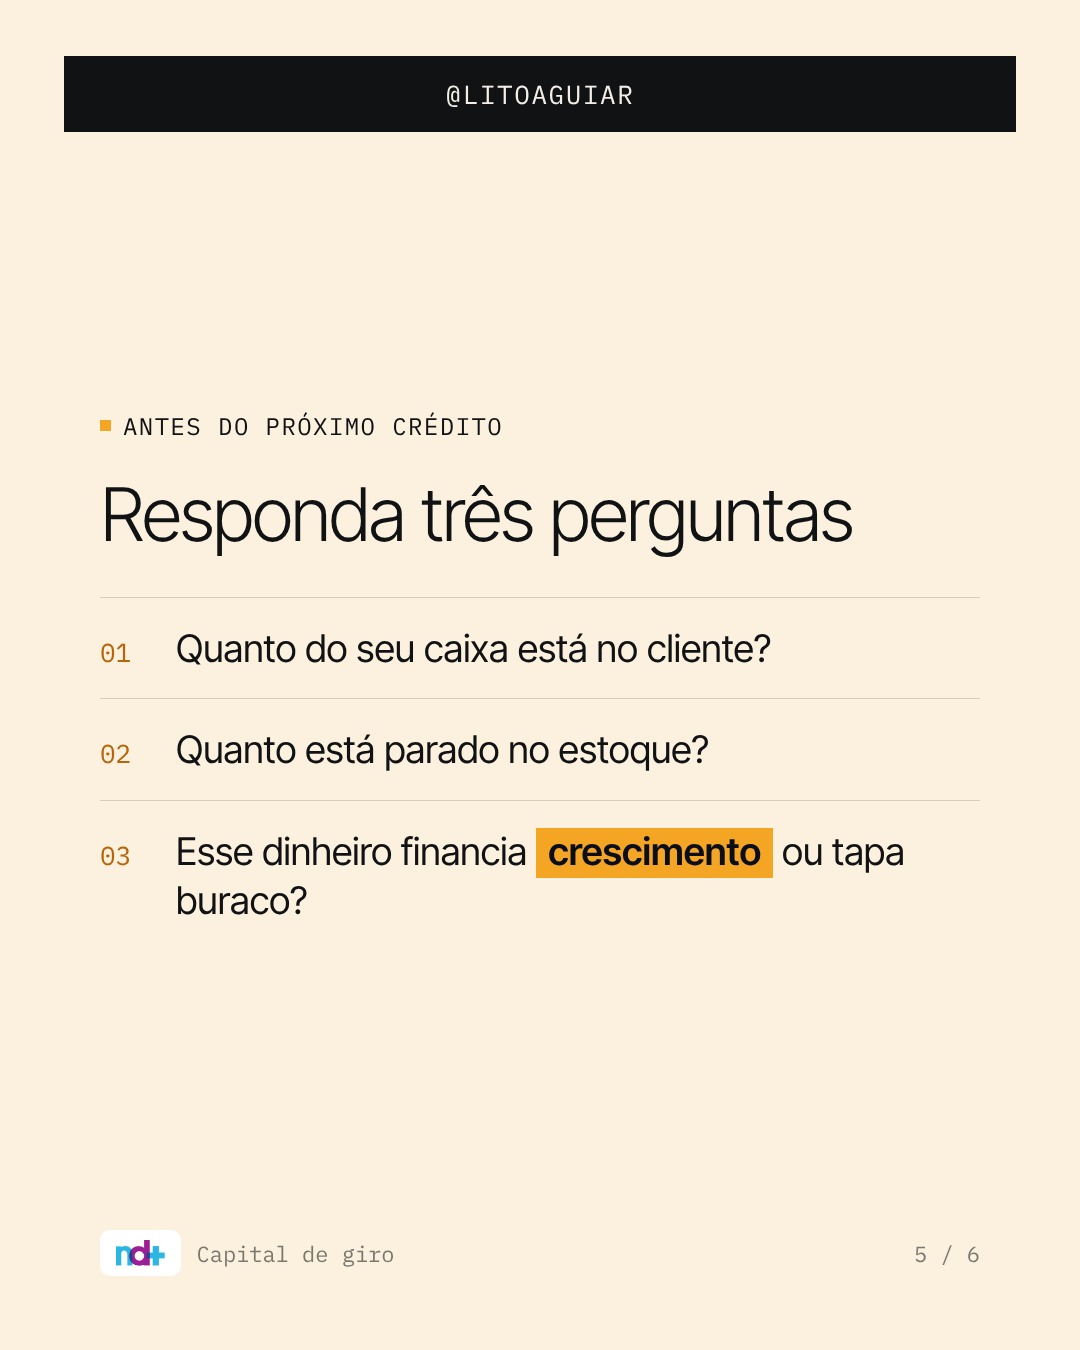 @LITOAGUIAR
ANTES DO PRÓXIMO CRÉDITO
Responda três perguntas
01 Quanto do seu caixa está no cliente?
02 Quanto está parado no estoque?
03 Esse dinheiro financia crescimento ou tapa
buraco?
nd+ Capital de giro 5 / 6